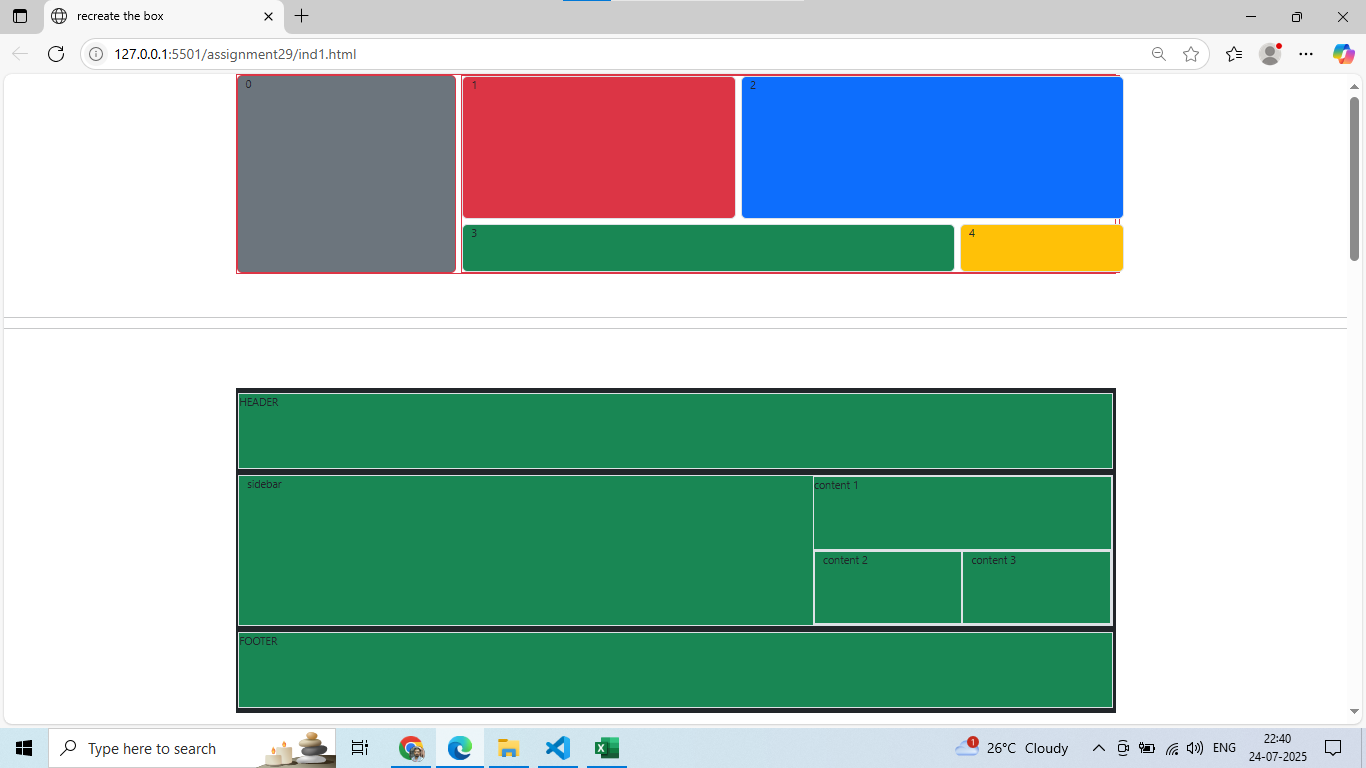 recreate the box
127.0.0.1:5501/assignment29/ind1.html
0
1
2
3
4
HEADER
sidebar
content 1
content 2
content 3
FOOTER
Type here to search
1
26°C Cloudy
ENG
22:40
24-07-2025